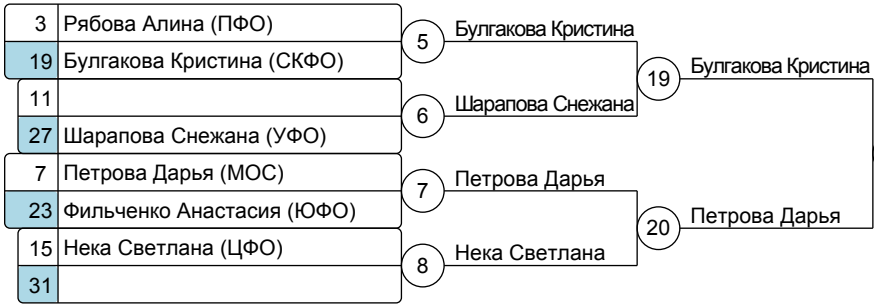 3 Рябова Алина (ПФО)
19 Булгакова Кристина (СКФО)
5 Булгакова Кристина
11
27 Шарапова Снежана (УФО)
6 Шарапова Снежана
19 Булгакова Кристина
7 Петрова Дарья (МОС)
23 Фильченко Анастасия (ЮФО)
7 Петрова Дарья
15 Нека Светлана (ЦФО)
31
8 Нека Светлана
20 Петрова Дарья